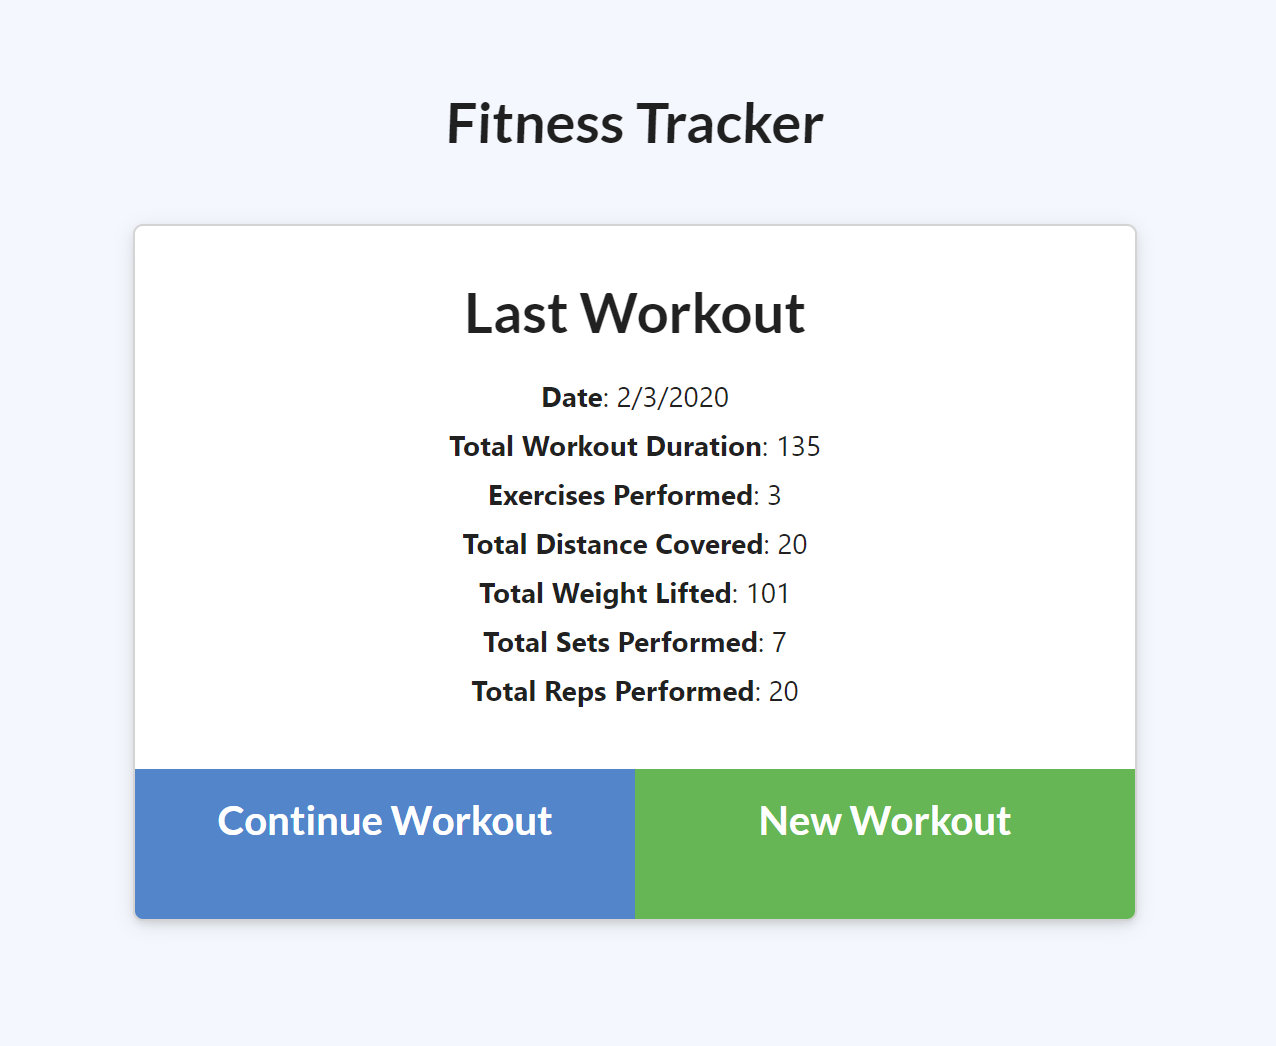 Fitness Tracker
Last Workout
Date: 2/3/2020
Total Workout Duration: 135
Exercises Performed: 3
Total Distance Covered: 20
Total Weight Lifted: 101
Total Sets Performed: 7
Total Reps Performed: 20
Continue Workout
New Workout